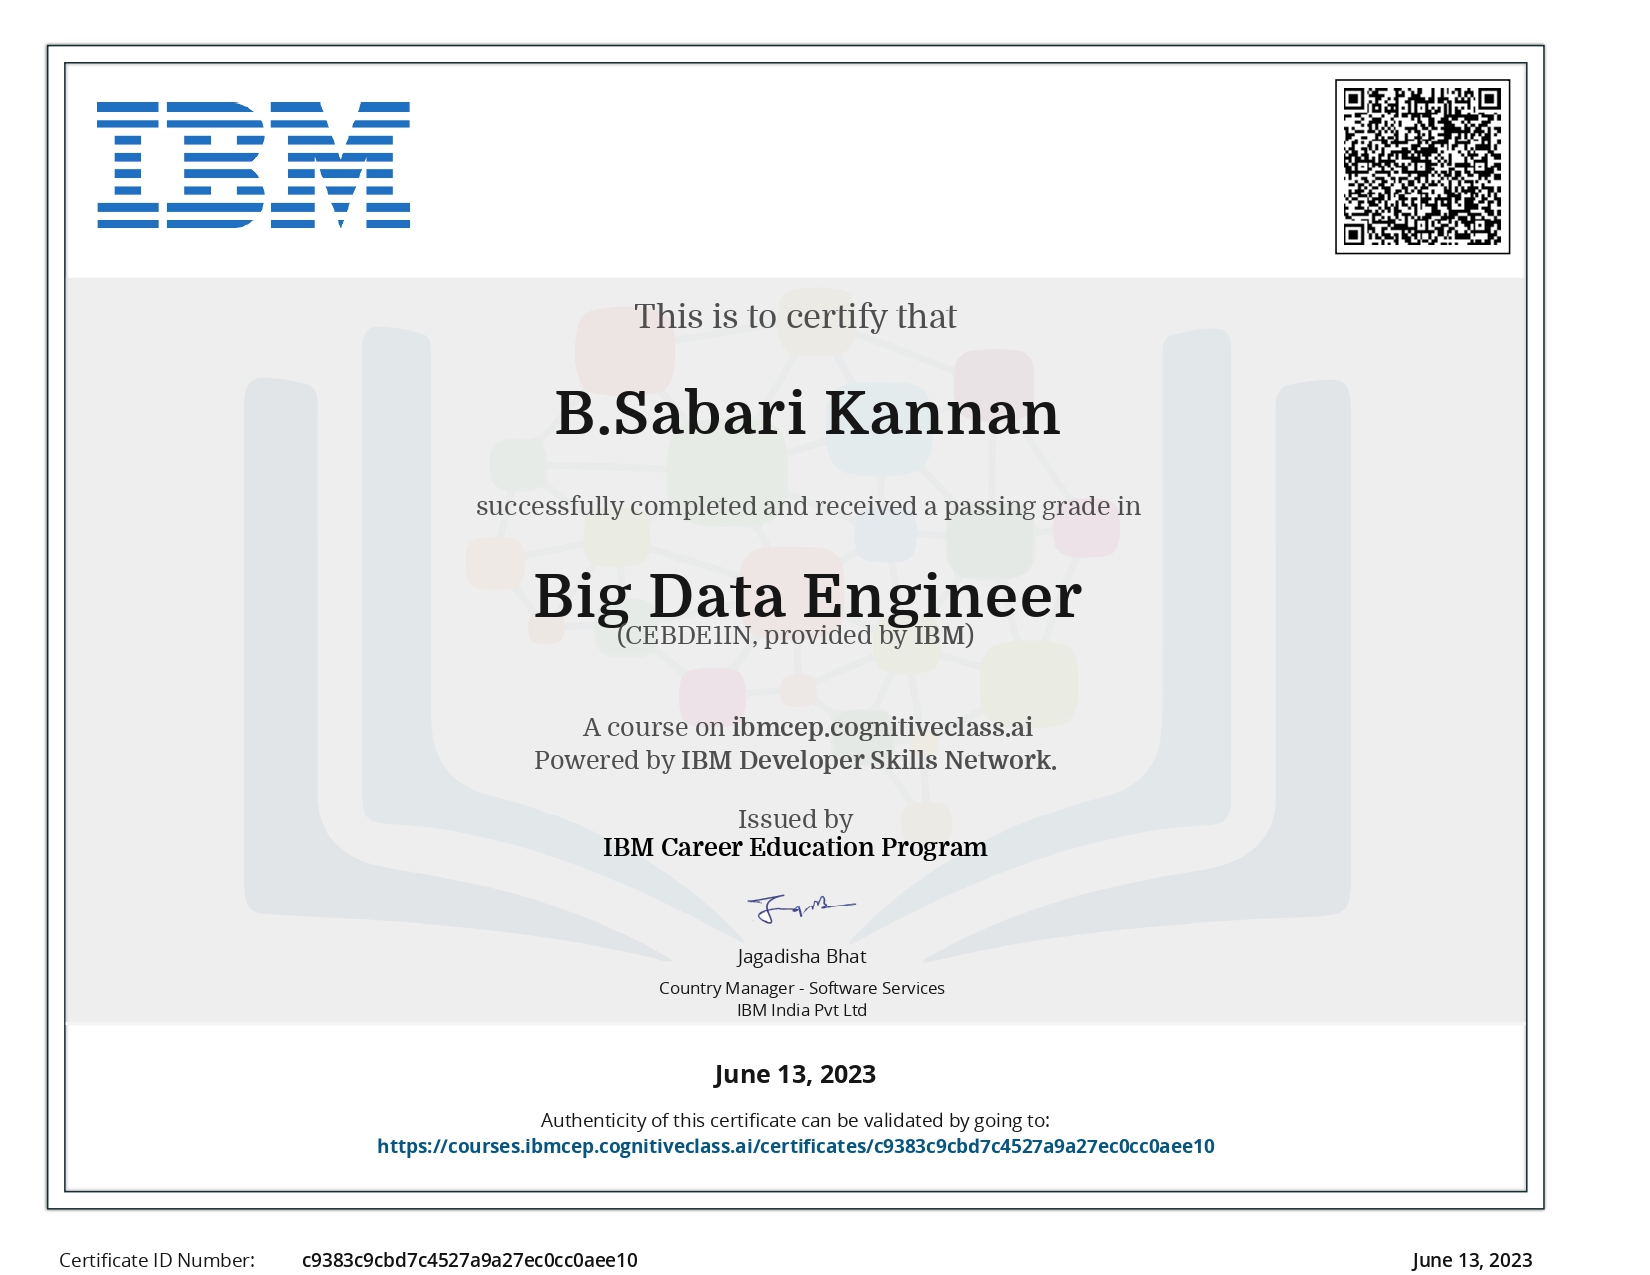 IBM
This is to certify that
B.Sabari Kannan
successfully completed and received a passing grade in
Big Data Engineer
(CEBDE1IN, provided by IBM)
A course on ibmcep.cognitiveclass.ai
Powered by IBM Developer Skills Network.
Issued by
IBM Career Education Program
Jagadisha Bhat
Country Manager - Software Services
IBM India Pvt Ltd
June 13, 2023
Authenticity of this certificate can be validated by going to:
https://courses.ibmcep.cognitiveclass.ai/certificates/c9383c9cbd7c4527a9a27ec0cc0aee10
Certificate ID Number: c9383c9cbd7c4527a9a27ec0cc0aee10 June 13, 2023